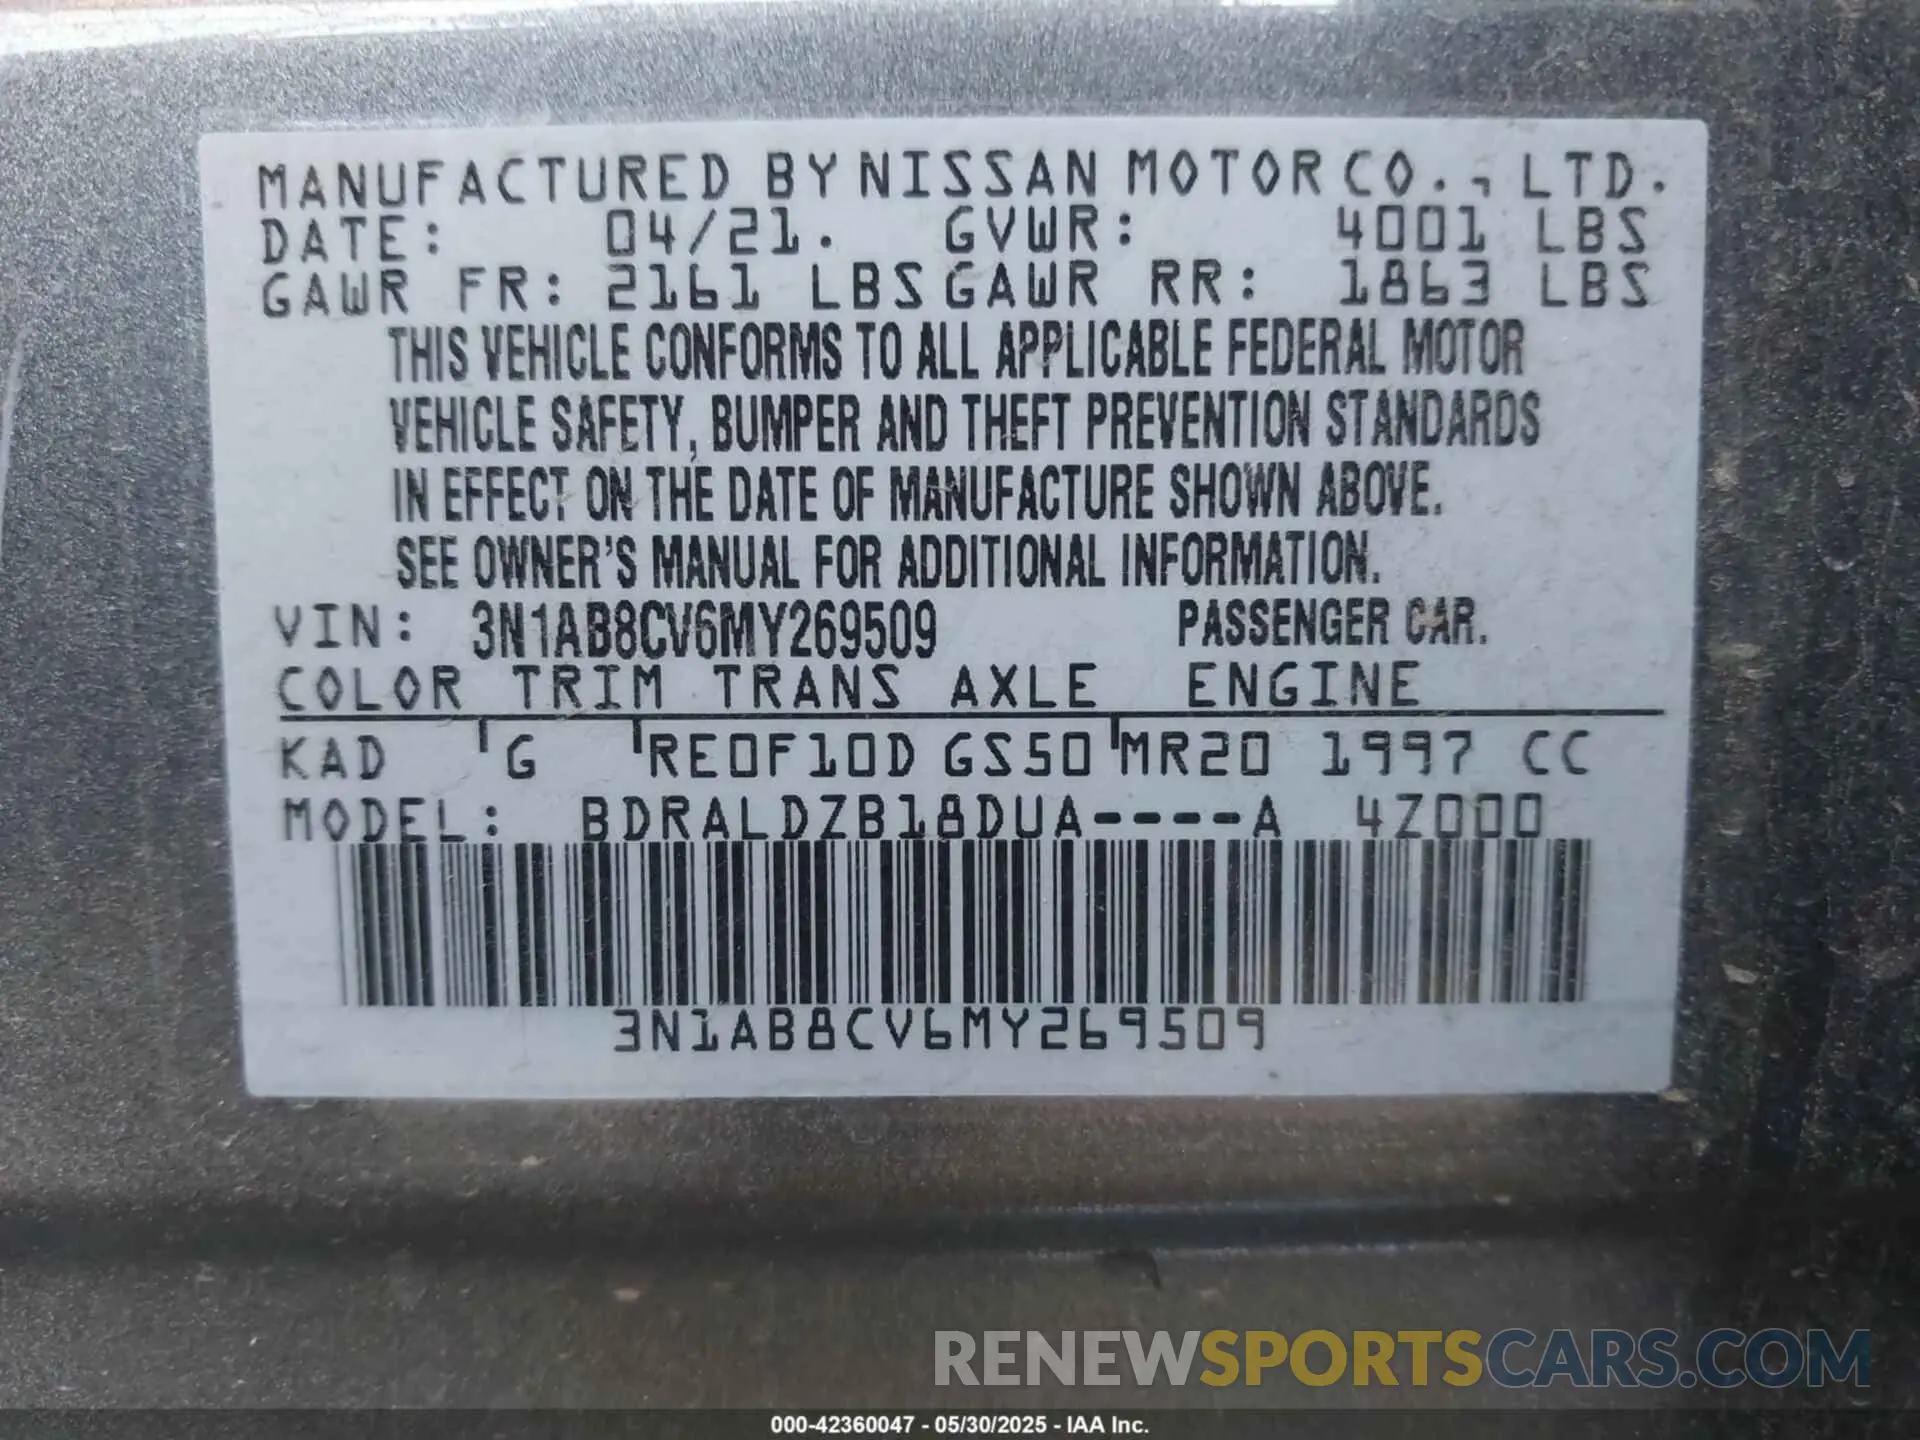 MANUFACTURED BY NISSAN MOTOR CO., LTD.
DATE: 04/21. GVWR: 4001 LBS
GAWR FR: 2161 LBS GAWR RR: 1863 LBS
THIS VEHICLE CONFORMS TO ALL APPLICABLE FEDERAL MOTOR
VEHICLE SAFETY, BUMPER AND THEFT PREVENTION STANDARDS
IN EFFECT ON THE DATE OF MANUFACTURE SHOWN ABOVE.
SEE OWNER'S MANUAL FOR ADDITIONAL INFORMATION.
VIN: 3N1AB8CV6MY269509 PASSENGER CAR.
COLOR TRIM TRANS AXLE ENGINE
KAD G RE0F10D GS50 MR20 1997 CC
MODEL: BDRALDZB18DUA----A 4Z000
3N1AB8CV6MY269509
RENEWSPORTSCARS.COM
000-42360047 - 05/30/2025 - IAA Inc.